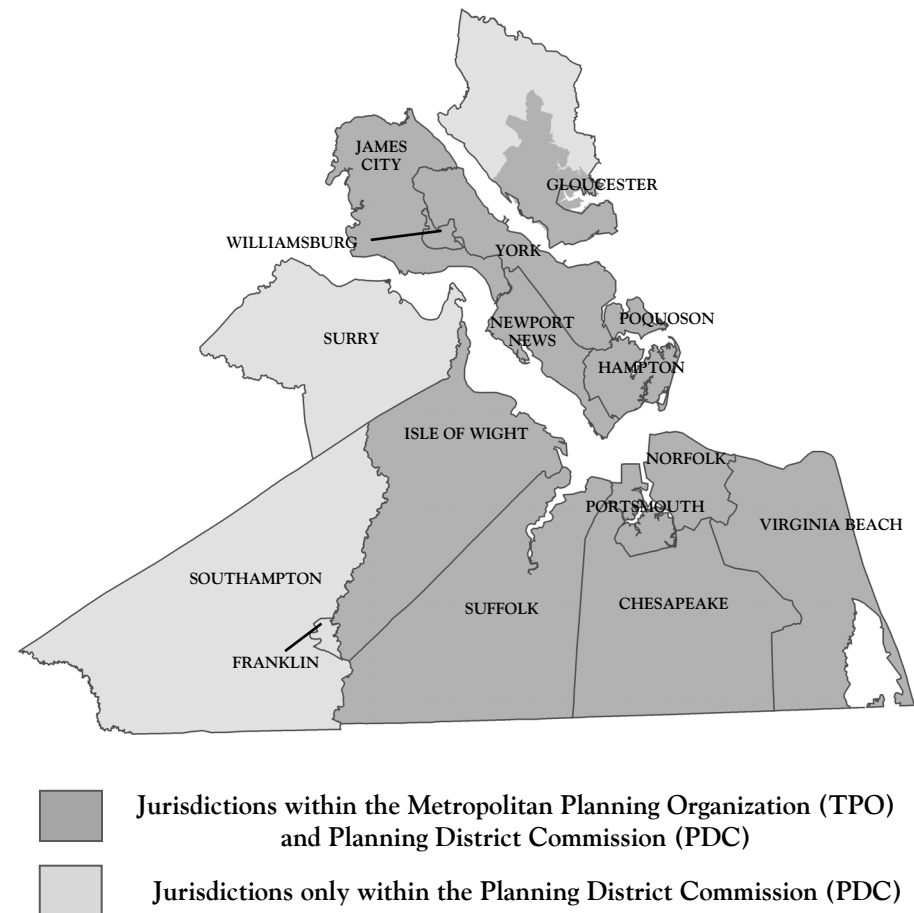 JAMES
CITY
GLOUCESTER
WILLIAMSBURG
YORK
POQUOSON
NEWPORT
NEWS
SURRY
HAMPTON
ISLE OF WIGHT
NORFOLK
PORTSMOUTH
VIRGINIA BEACH
SOUTHAMPTON
SUFFOLK
CHESAPEAKE
FRANKLIN
Jurisdictions within the Metropolitan Planning Organization (TPO)
and Planning District Commission (PDC)
Jurisdictions only within the Planning District Commission (PDC)